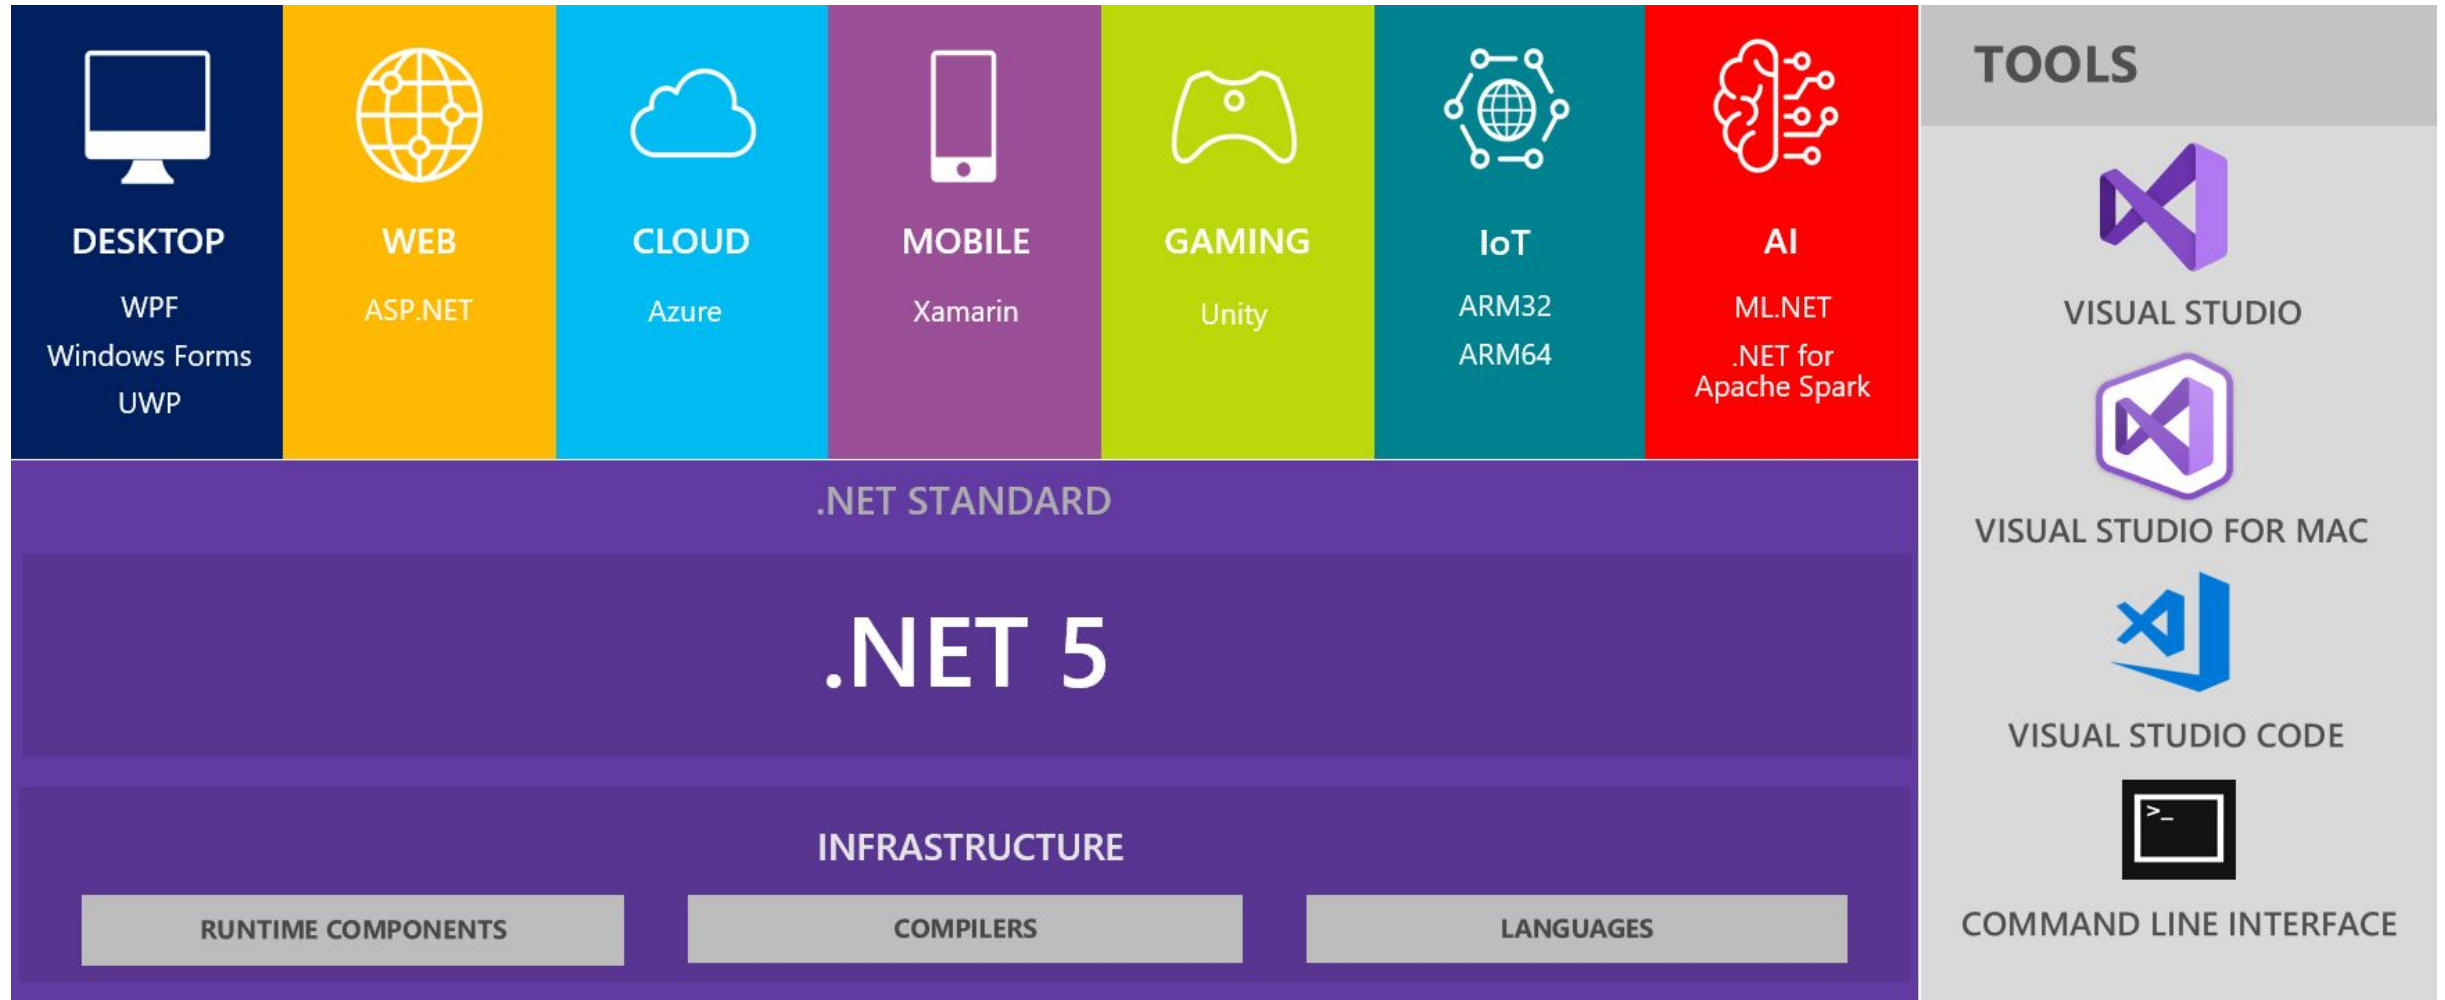 DESKTOP
WPF
Windows Forms
UWP
WEB
ASP.NET
CLOUD
Azure
MOBILE
Xamarin
GAMING
Unity
IoT
ARM32
ARM64
AI
ML.NET
.NET for
Apache Spark
.NET STANDARD
.NET 5
INFRASTRUCTURE
RUNTIME COMPONENTS
COMPILERS
LANGUAGES
TOOLS
VISUAL STUDIO
VISUAL STUDIO FOR MAC
VISUAL STUDIO CODE
>_
COMMAND LINE INTERFACE